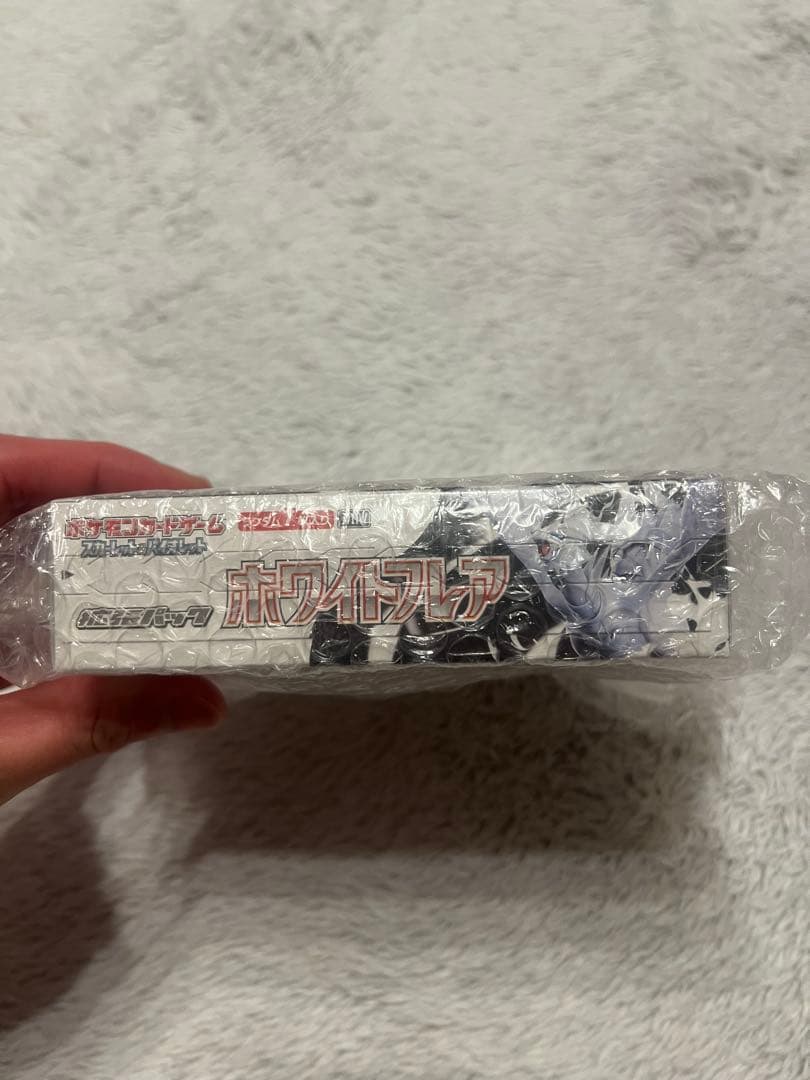 ポケモンカードゲーム
スカーレット&バイオレット
拡張パック
ホワイトフレア